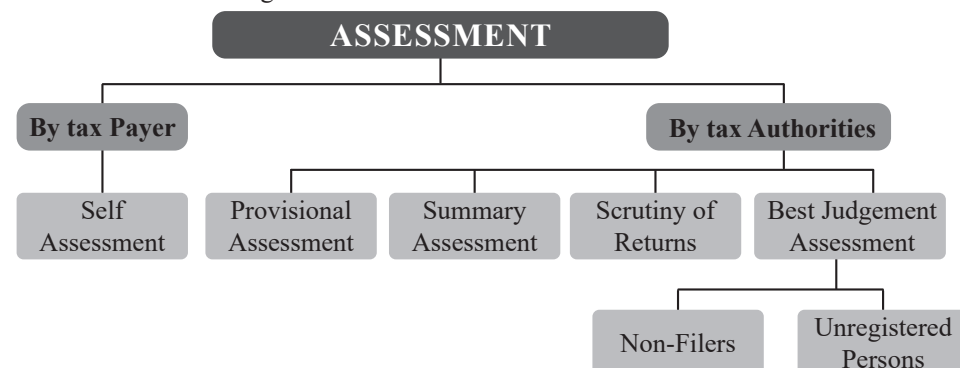 ASSESSMENT
By tax Payer
By tax Authorities
Self
Assessment
Provisional
Assessment
Summary
Assessment
Scrutiny of
Returns
Best Judgement
Assessment
Non-Filers
Unregistered
Persons